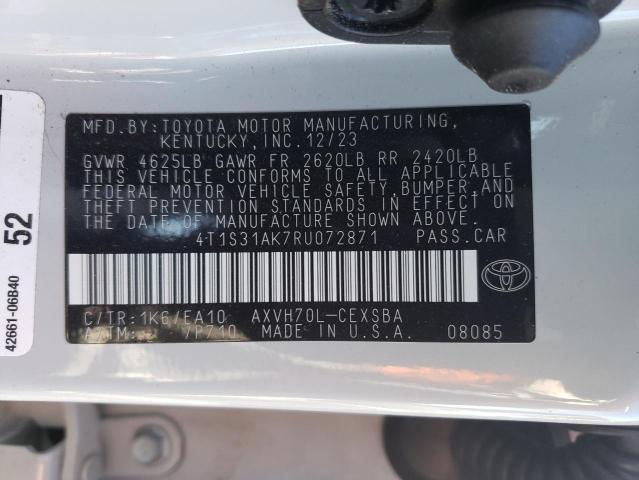 MFD.BY:TOYOTA MOTOR MANUFACTURING,
KENTUCKY, INC.12/23
GVWR 4625LB GAWR FR 2620LB RR 2420LB
THIS VEHICLE CONFORMS TO ALL APPLICABLE
FEDERAL MOTOR VEHICLE SAFETY, BUMPER, AND
THEFT PREVENTION STANDARDS IN EFFECT ON
THE DATE OF MANUFACTURE SHOWN ABOVE.
4T1S31AK7RU072871 PASS.CAR
C/TR:1K6/EA10 AXVH70L-CEXSBA
A/TM: 7P710 MADE IN U.S.A. 08085
52
42661-06B40